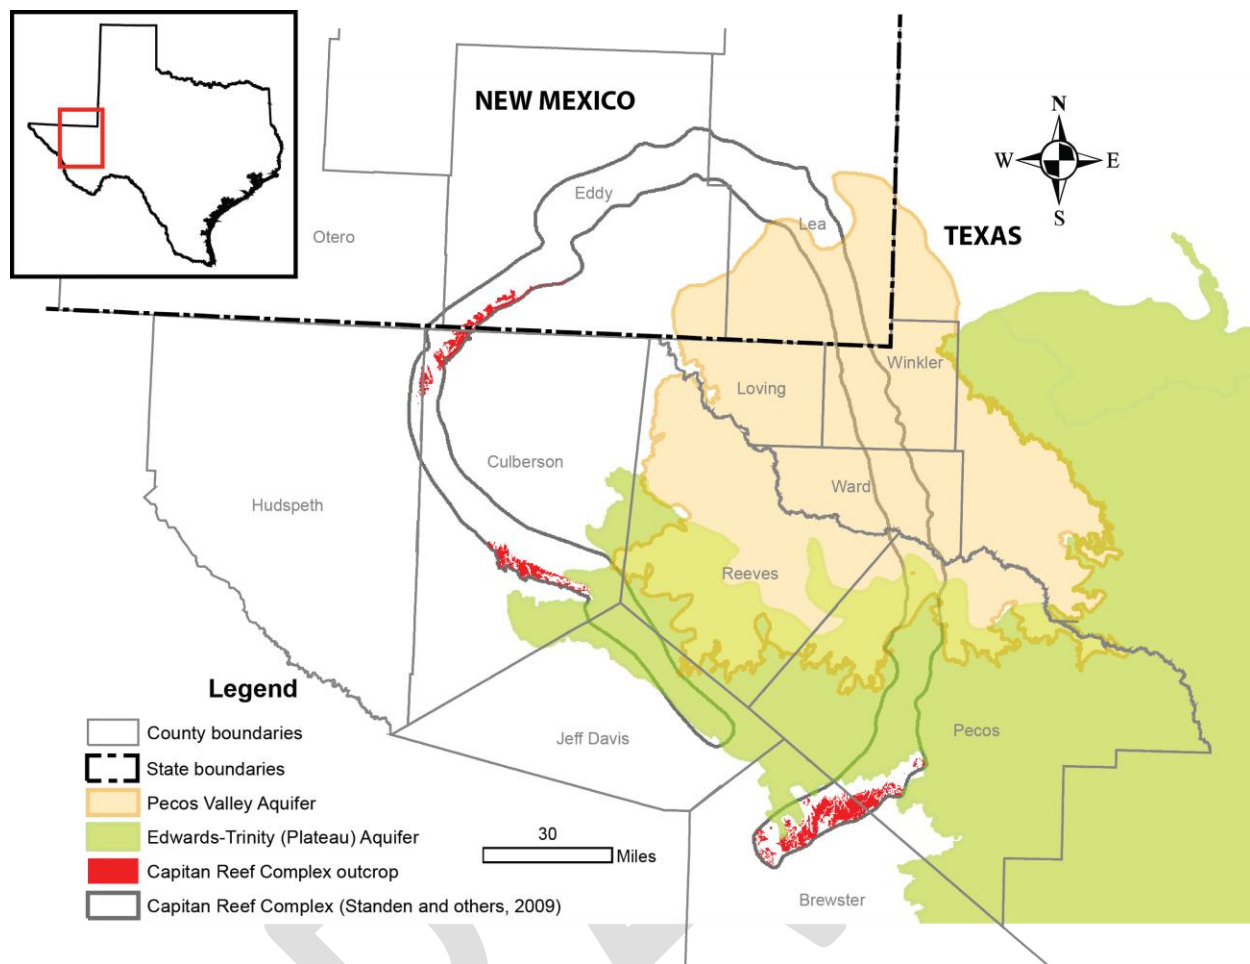 NEW MEXICO
N
W E
S
Eddy
Otero
Lea
TEXAS
Winkler
Loving
Culberson
Ward
Hudspeth
Reeves
Legend
County boundaries
State boundaries
Pecos Valley Aquifer
Edwards-Trinity (Plateau) Aquifer
Capitan Reef Complex outcrop
Capitan Reef Complex (Standen and others, 2009)
Jeff Davis
Pecos
30
Miles
Brewster